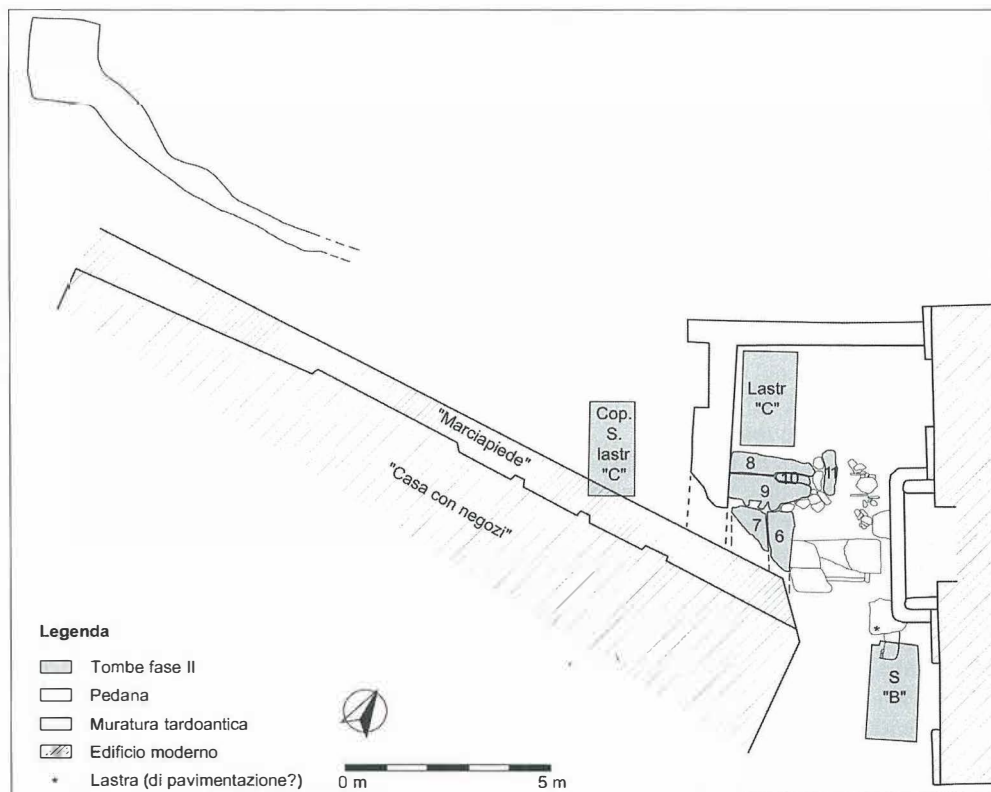 Lastr
"C"
Cop.
S.
lastr
"C"
8
10
11
9
7
6
"Marciapiede"
"Casa con negozi"
*
S
"B"
Legenda
Tombe fase II
Pedana
Muratura tardoantica
Edificio moderno
* Lastra (di pavimentazione?)
0 m
5 m